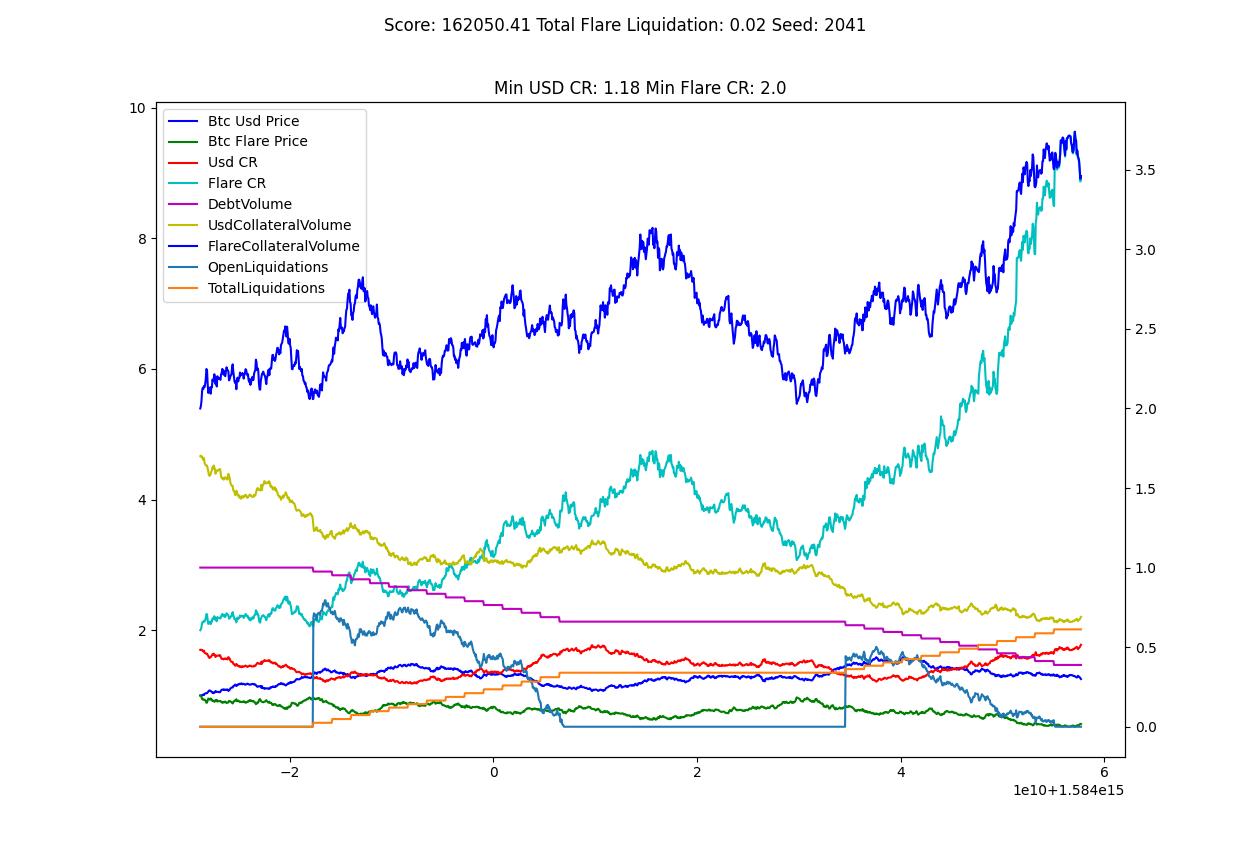 Score: 162050.41 Total Flare Liquidation: 0.02 Seed: 2041
Min USD CR: 1.18 Min Flare CR: 2.0
10
8
6
4
2
Btc Usd Price
Btc Flare Price
Usd CR
Flare CR
DebtVolume
UsdCollateralVolume
FlareCollateralVolume
OpenLiquidations
TotalLiquidations
3.5
3.0
2.5
2.0
1.5
1.0
0.5
0.0
−2
0
2
4
6
1e10+1.584e15